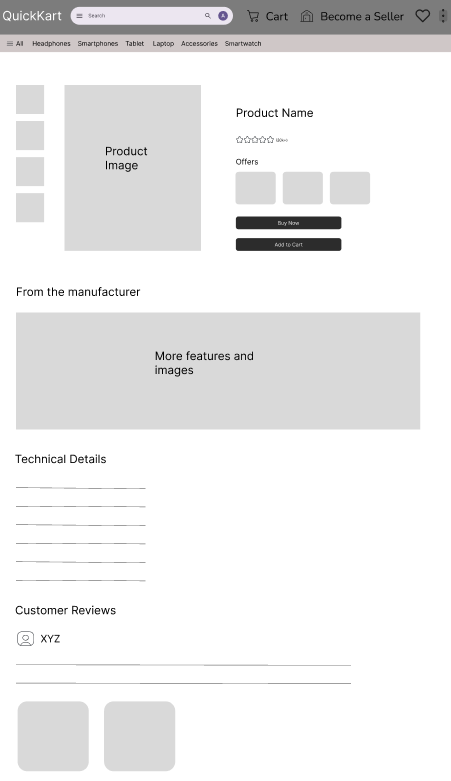 QuickKart
Search
A
Cart
Become a Seller
All Headphones Smartphones Tablet Laptop Accessories Smartwatch
Product
Image
Product Name
Offers
Buy Now
Add to Cart
From the manufacturer
More features and
images
Technical Details
Customer Reviews
XYZ